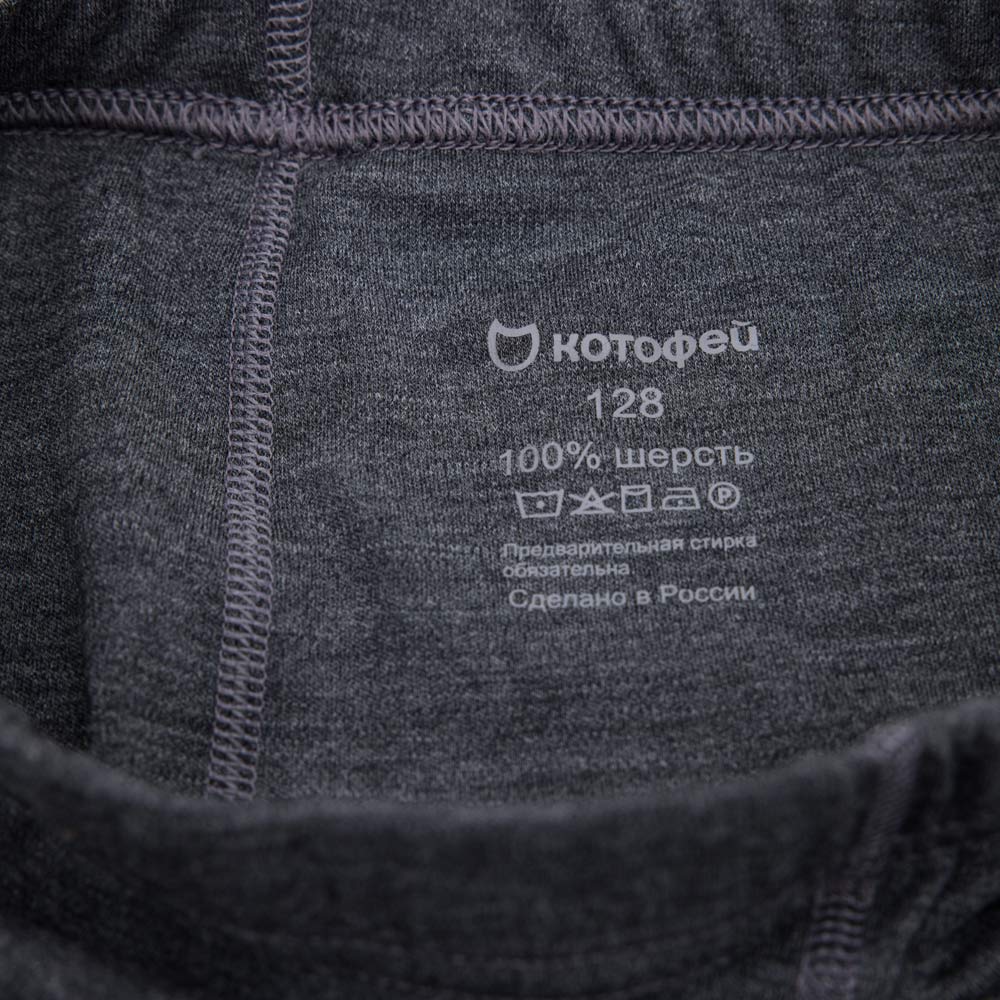 котофей
128
100% шерсть
P
Предварительная стирка
обязательна
Сделано в России